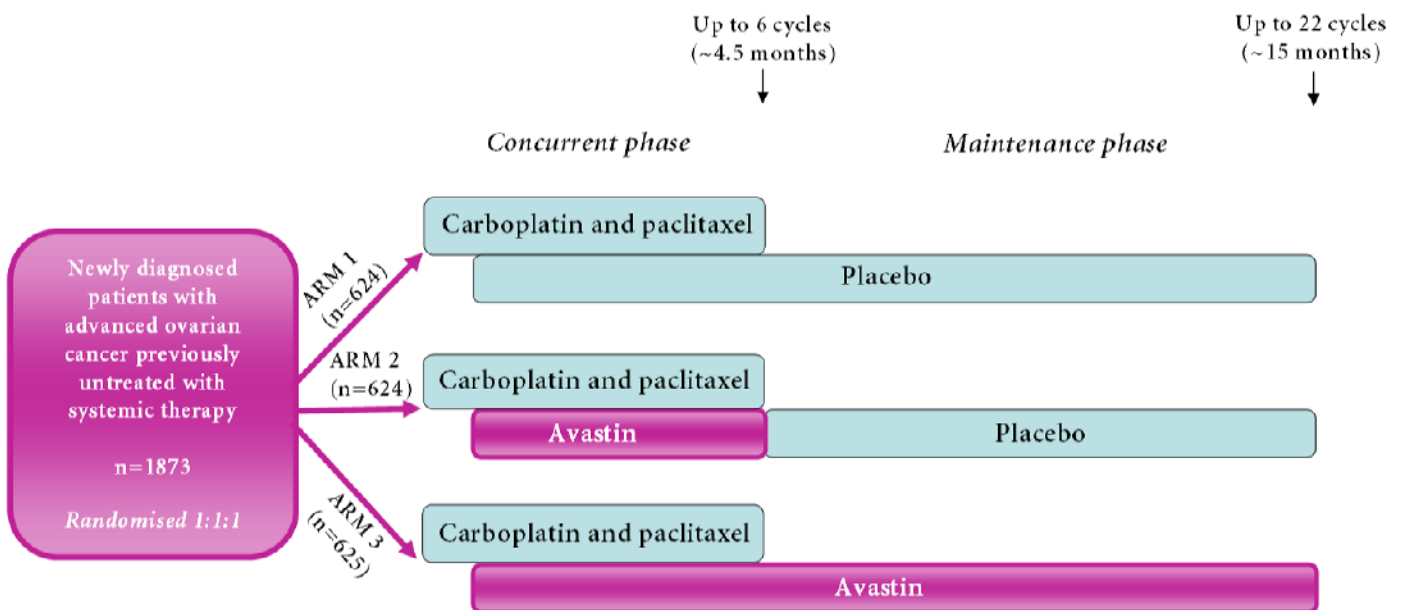 Up to 6 cycles
(~4.5 months)
Up to 22 cycles
(~15 months)
Concurrent phase
Maintenance phase
Newly diagnosed
patients with
advanced ovarian
cancer previously
untreated with
systemic therapy
n=1873
Randomised 1:1:1
ARM 1
(n=624)
Carboplatin and paclitaxel
Placebo
ARM 2
(n=624)
Carboplatin and paclitaxel
Avastin
Placebo
ARM 3
(n=625)
Carboplatin and paclitaxel
Avastin